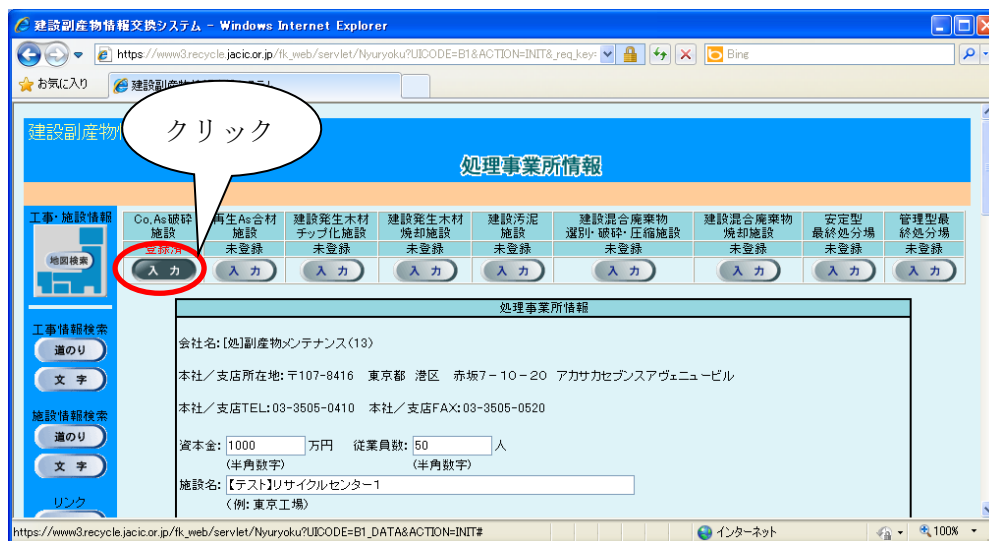 建設副産物情報交換システム - Windows Internet Explorer
https://www3.recycle.jacic.or.jp/fk_web/servlet/Nyuryoku?UICODE=B1&ACTION=INIT&_req_key=
Bing
お気に入り
クリック
処理事業所情報
工事・施設情報
地図検索
Co,As破砕施設
登録済
入 力
再生As合材施設
未登録
入 力
建設発生木材チップ化施設
未登録
入 力
建設発生木材焼却施設
未登録
入 力
建設汚泥施設
未登録
入 力
建設混合廃棄物選別・破砕・圧縮施設
未登録
入 力
建設混合廃棄物焼却施設
未登録
入 力
安定型最終処分場
未登録
入 力
管理型最終処分場
未登録
入 力
工事情報検索
道のり
文 字
施設情報検索
道のり
文 字
リンク
処理事業所情報
会社名:[処]副産物メンテナンス(13)
本社／支店所在地:〒107-8416 東京都 港区 赤坂7－10－20 アカサカセブンスアヴェニュービル
本社／支店TEL:03-3505-0410 本社／支店FAX:03-3505-0520
資本金: 1000 万円 従業員数: 50 人
(半角数字) (半角数字)
施設名: 【テスト】リサイクルセンター1
(例: 東京工場)
https://www3.recycle.jacic.or.jp/fk_web/servlet/Nyuryoku?UICODE=B1_DATA&ACTION=INIT#
インターネット
100%